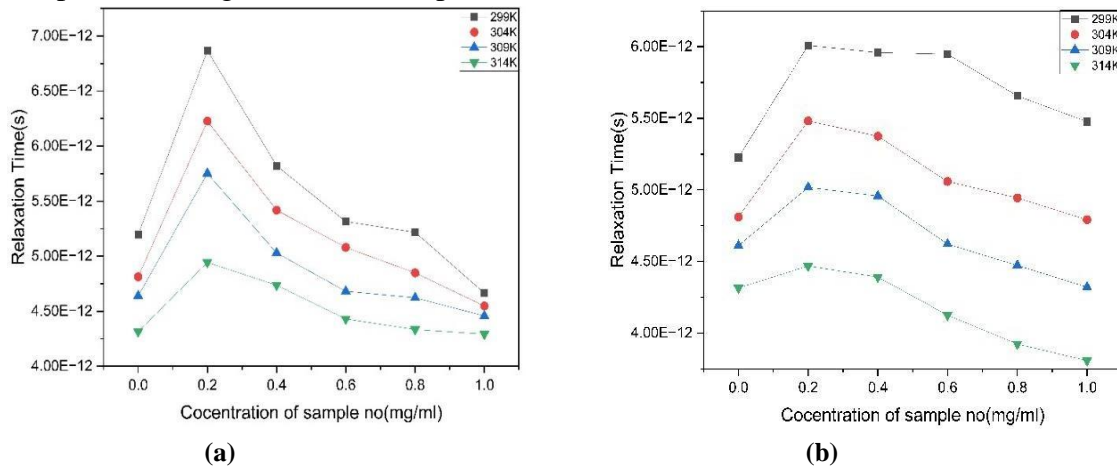 299K
304K
309K
314K
7.00E−12
6.50E−12
6.00E−12
5.50E−12
5.00E−12
4.50E−12
4.00E−12
Relaxation Time(s)
0.0 0.2 0.4 0.6 0.8 1.0
Cocentration of sample no(mg/ml)
(a)
299K
304K
309K
314K
6.00E−12
5.50E−12
5.00E−12
4.50E−12
4.00E−12
Relaxation Time(s)
0.0 0.2 0.4 0.6 0.8 1.0
Cocentration of sample no(mg/ml)
(b)